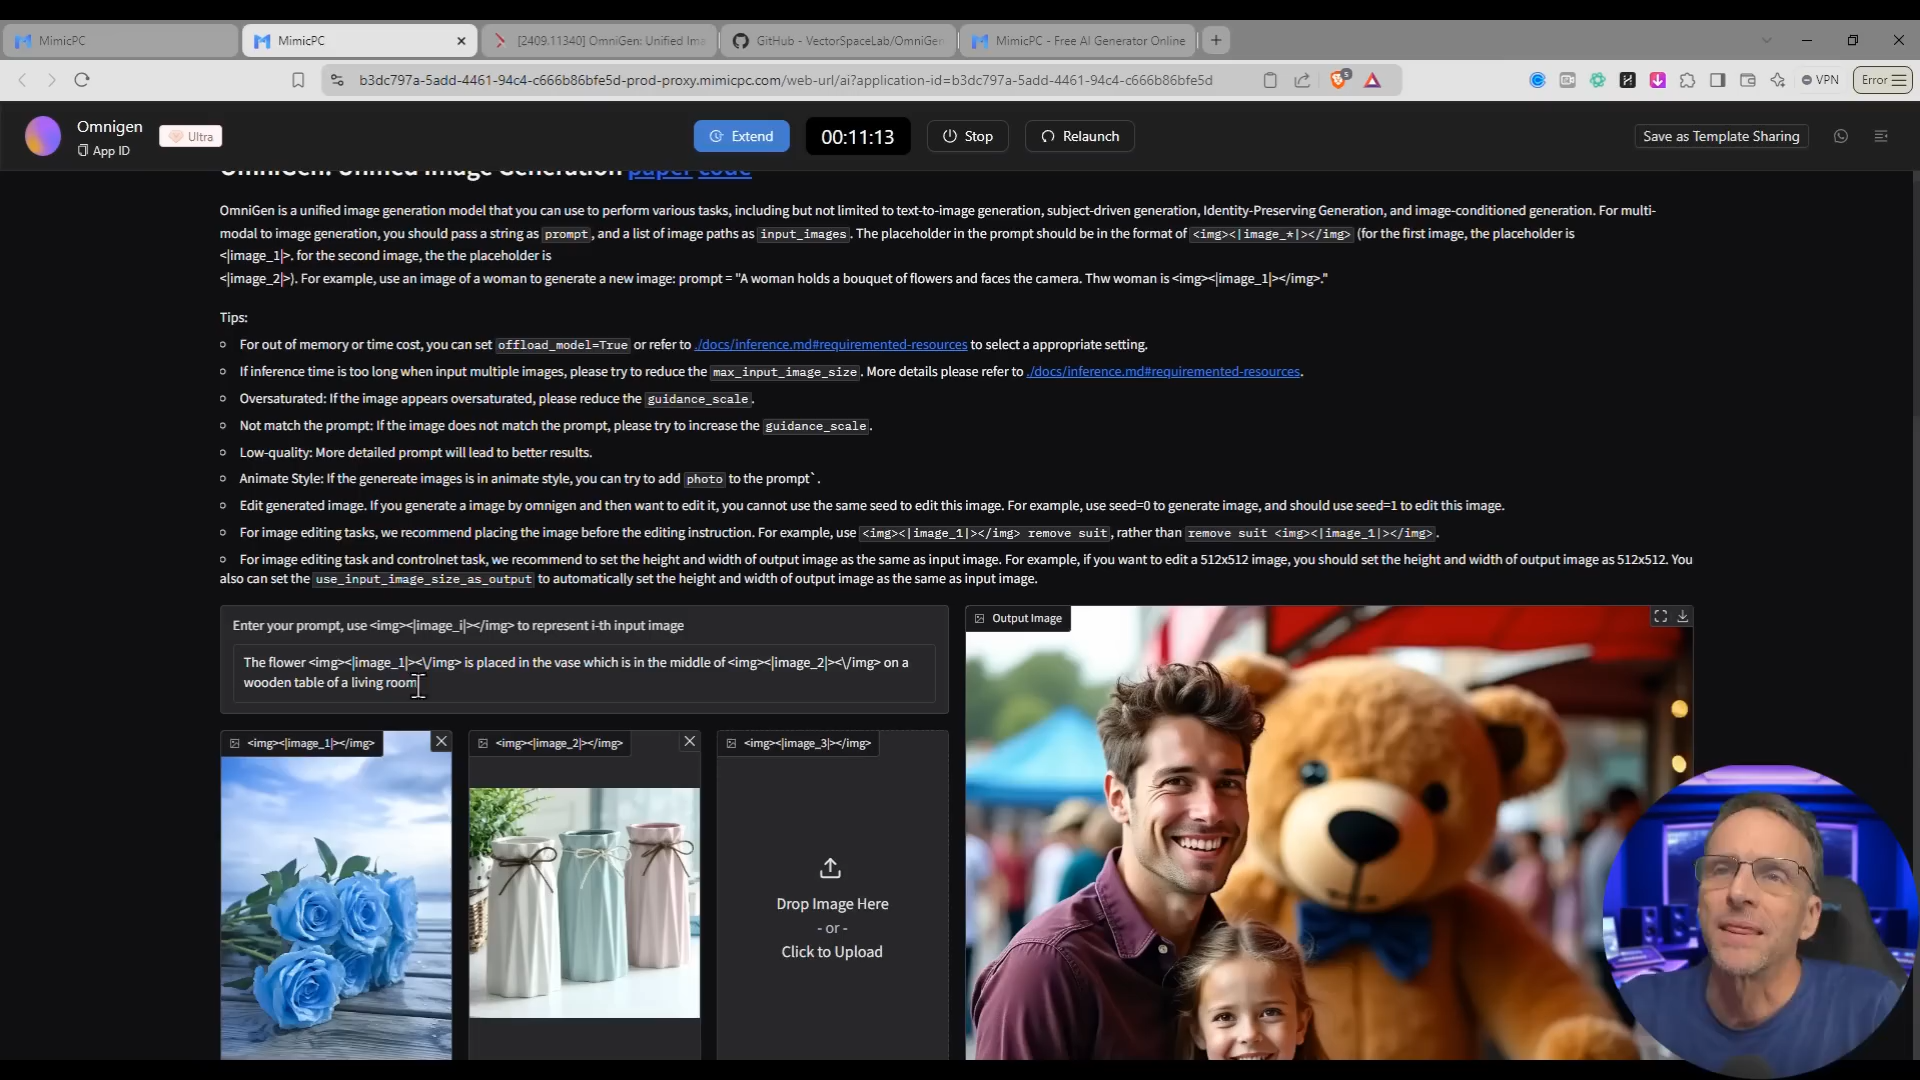 MimicPC
MimicPC
[2409.11340] OmniGen: Unified Ima
GitHub - VectorSpaceLab/OmniGen
MimicPC - Free AI Generator Online
b3dc797a-5add-4461-94c4-c666b86bfe5d-prod-proxy.mimicpc.com/web-url/ai?application-id=b3dc797a-5add-4461-94c4-c666b86bfe5d
5
VPN
Error
Omnigen
App ID
Ultra
Extend
00:11:13
Stop
Relaunch
Save as Template Sharing
OmniGen: Unified Image Generation paper code
OmniGen is a unified image generation model that you can use to perform various tasks, including but not limited to text-to-image generation, subject-driven generation, Identity-Preserving Generation, and image-conditioned generation. For multi-
modal to image generation, you should pass a string as prompt, and a list of image paths as input_images. The placeholder in the prompt should be in the format of <img><|image_*|></img> (for the first image, the placeholder is
<|image_1|>. for the second image, the the placeholder is
<|image_2|>). For example, use an image of a woman to generate a new image: prompt = "A woman holds a bouquet of flowers and faces the camera. Thw woman is <img><|image_1|></img>."
Tips:
For out of memory or time cost, you can set offload_model=True or refer to ./docs/inference.md#requiremented-resources to select a appropriate setting.
If inference time is too long when input multiple images, please try to reduce the max_input_image_size. More details please refer to ./docs/inference.md#requiremented-resources.
Oversaturated: If the image appears oversaturated, please reduce the guidance_scale.
Not match the prompt: If the image does not match the prompt, please try to increase the guidance_scale.
Low-quality: More detailed prompt will lead to better results.
Animate Style: If the genereate images is in animate style, you can try to add photo to the prompt`.
Edit generated image. If you generate a image by omnigen and then want to edit it, you cannot use the same seed to edit this image. For example, use seed=0 to generate image, and should use seed=1 to edit this image.
For image editing tasks, we recommend placing the image before the editing instruction. For example, use <img><|image_1|></img> remove suit, rather than remove suit <img><|image_1|></img>.
For image editing task and controlnet task, we recommend to set the height and width of output image as the same as input image. For example, if you want to edit a 512x512 image, you should set the height and width of output image as 512x512. You
also can set the use_input_image_size_as_output to automatically set the height and width of output image as the same as input image.
Enter your prompt, use <img><|image_i|></img> to represent i-th input image
The flower <img><|image_1|><\/img> is placed in the vase which is in the middle of <img><|image_2|><\/img> on a
wooden table of a living room
Output Image
<img><|image_1|></img>
<img><|image_2|></img>
<img><|image_3|></img>
Drop Image Here
- or -
Click to Upload